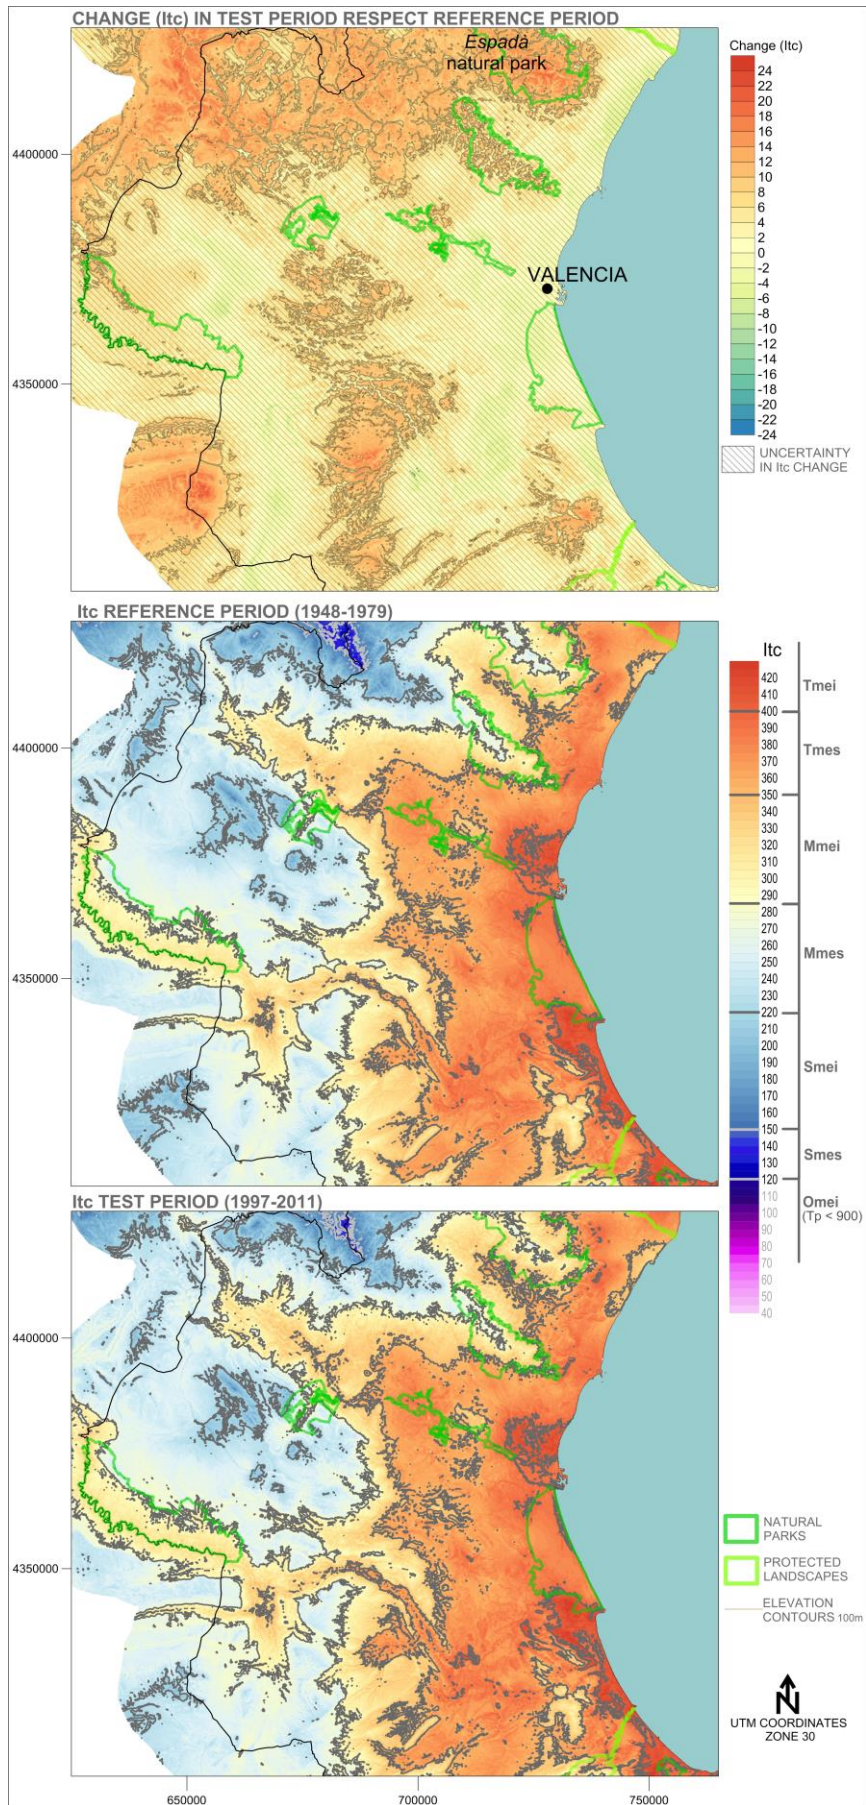 CHANGE (Itc) IN TEST PERIOD RESPECT REFERENCE PERIOD
Espadà
natural park
VALENCIA
4400000
4350000
Change (Itc)
24
22
20
18
16
14
12
10
8
6
4
2
0
-2
-4
-6
-8
-10
-12
-14
-16
-18
-20
-22
-24
UNCERTAINTY
IN Itc CHANGE
Itc REFERENCE PERIOD (1948-1979)
4400000
4350000
Itc
420
410
400
390
380
370
360
350
340
330
320
310
300
290
280
270
260
250
240
230
220
210
200
190
180
170
160
150
140
130
120
110
100
90
80
70
60
50
40
Tmei
Tmes
Mmei
Mmes
Smei
Smes
Omei
(Tp < 900)
Itc TEST PERIOD (1997-2011)
4400000
4350000
650000
700000
750000
NATURAL
PARKS
PROTECTED
LANDSCAPES
ELEVATION
CONTOURS 100m
N
UTM COORDINATES
ZONE 30